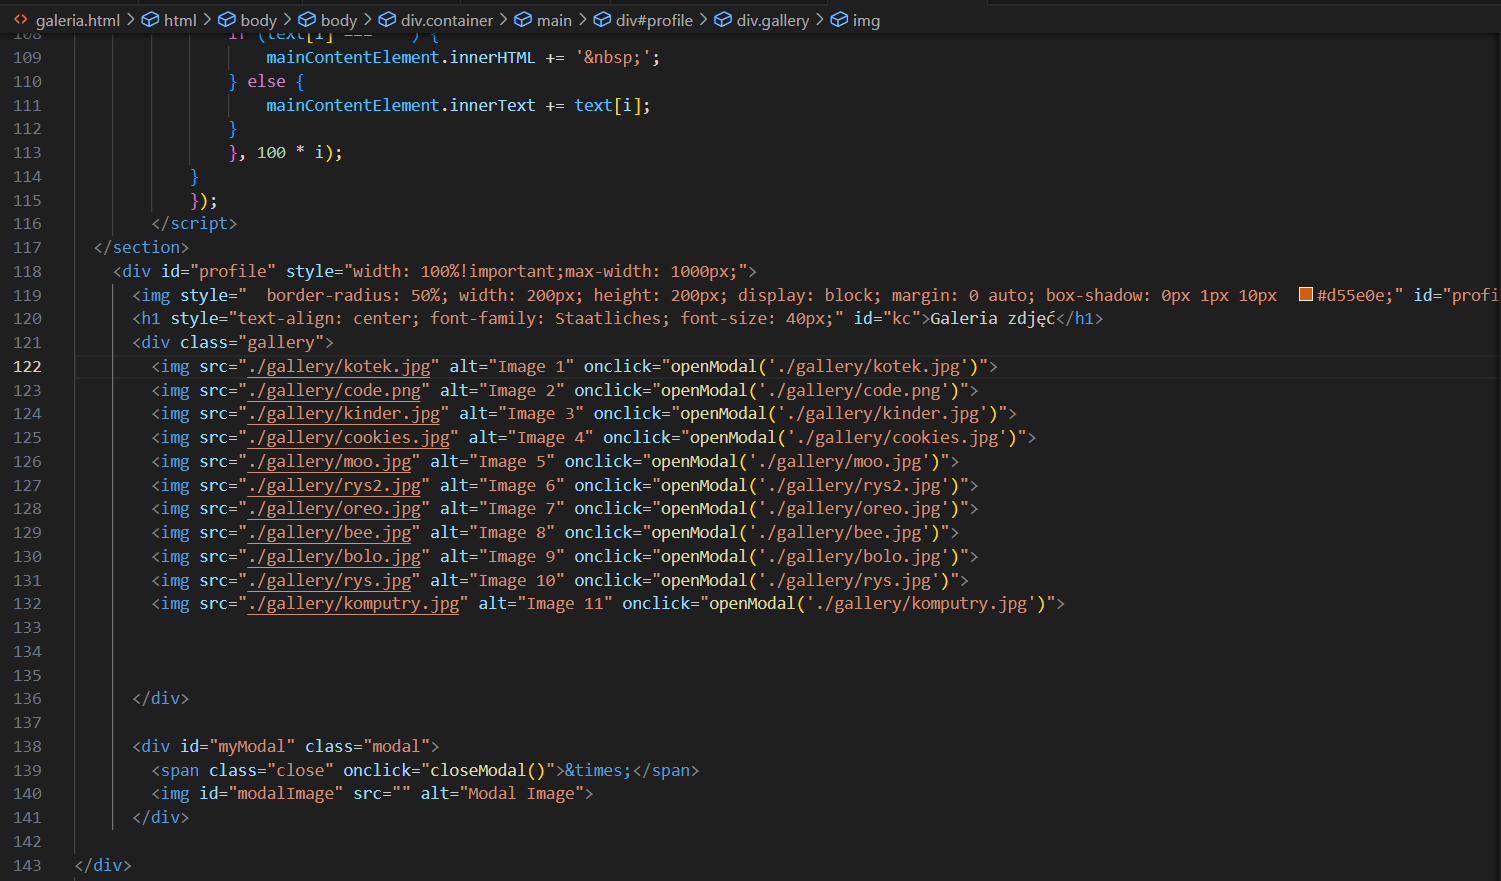 galeria.html > html > body > body > div.container > main > div#profile > div.gallery > img
108 if (text[i] === ' ') {
109 mainContentElement.innerHTML += '&nbsp;';
110 } else {
111 mainContentElement.innerText += text[i];
112 }
113 }, 100 * i);
114 }
115 });
116 </script>
117 </section>
118 <div id="profile" style="width: 100%!important;max-width: 1000px;">
119 <img style="  border-radius: 50%; width: 200px; height: 200px; display: block; margin: 0 auto; box-shadow: 0px 1px 10px #d55e0e;" id="profi
120 <h1 style="text-align: center; font-family: Staatliches; font-size: 40px;" id="kc">Galeria zdjęć</h1>
121 <div class="gallery">
122 <img src="./gallery/kotek.jpg" alt="Image 1" onclick="openModal('./gallery/kotek.jpg')">
123 <img src="./gallery/code.png" alt="Image 2" onclick="openModal('./gallery/code.png')">
124 <img src="./gallery/kinder.jpg" alt="Image 3" onclick="openModal('./gallery/kinder.jpg')">
125 <img src="./gallery/cookies.jpg" alt="Image 4" onclick="openModal('./gallery/cookies.jpg')">
126 <img src="./gallery/moo.jpg" alt="Image 5" onclick="openModal('./gallery/moo.jpg')">
127 <img src="./gallery/rys2.jpg" alt="Image 6" onclick="openModal('./gallery/rys2.jpg')">
128 <img src="./gallery/oreo.jpg" alt="Image 7" onclick="openModal('./gallery/oreo.jpg')">
129 <img src="./gallery/bee.jpg" alt="Image 8" onclick="openModal('./gallery/bee.jpg')">
130 <img src="./gallery/bolo.jpg" alt="Image 9" onclick="openModal('./gallery/bolo.jpg')">
131 <img src="./gallery/rys.jpg" alt="Image 10" onclick="openModal('./gallery/rys.jpg')">
132 <img src="./gallery/komputry.jpg" alt="Image 11" onclick="openModal('./gallery/komputry.jpg')">
133
134
135
136 </div>
137
138 <div id="myModal" class="modal">
139 <span class="close" onclick="closeModal()">&times;</span>
140 <img id="modalImage" src="" alt="Modal Image">
141 </div>
142
143 </div>